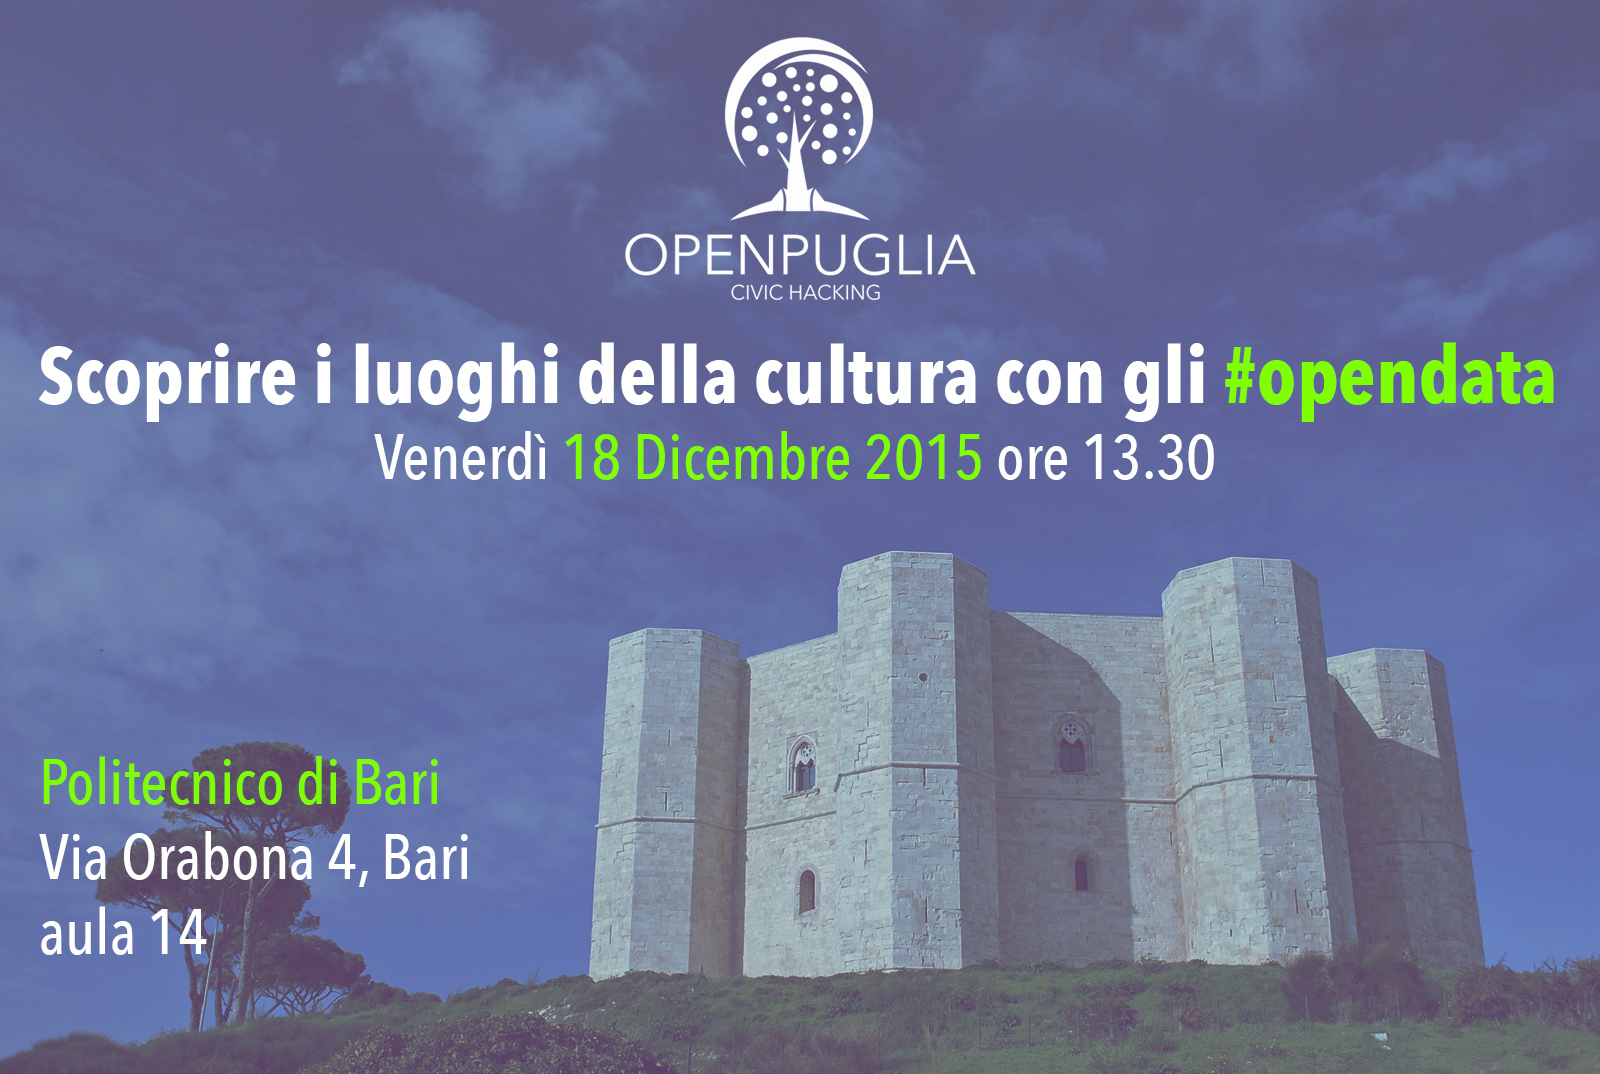 OPENPUGLIA
CIVIC HACKING
Scoprire i luoghi della cultura con gli #opendata
Venerdì 18 Dicembre 2015 ore 13.30
Politecnico di Bari
Via Orabona 4, Bari
aula 14